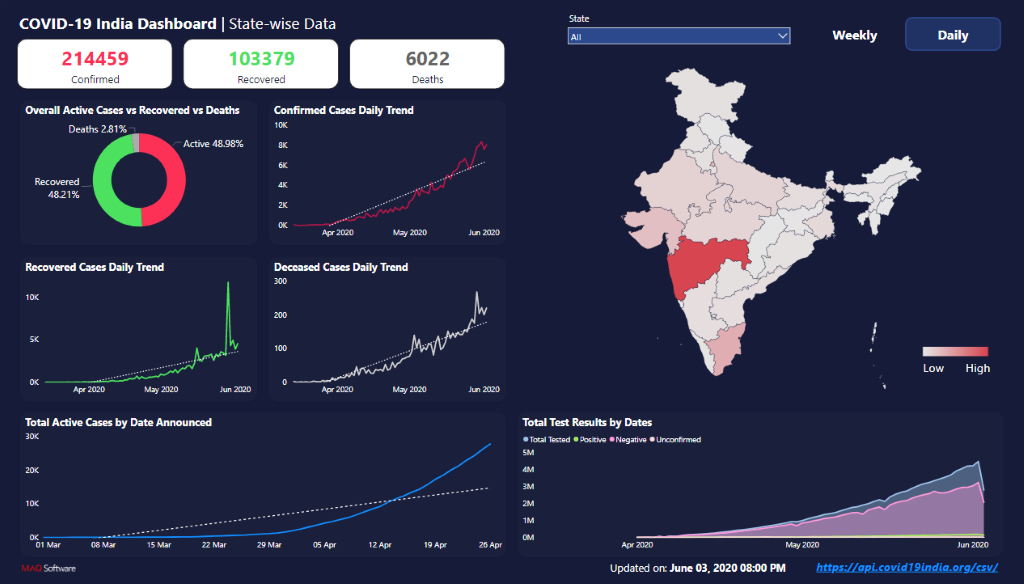 COVID-19 India Dashboard | State-wise Data
State
All
Weekly
Daily
214459
Confirmed
103379
Recovered
6022
Deaths
Overall Active Cases vs Recovered vs Deaths
Deaths 2.81%
Active 48.98%
Recovered
48.21%
Confirmed Cases Daily Trend
10K
8K
6K
4K
2K
0K
Apr 2020 May 2020 Jun 2020
Recovered Cases Daily Trend
10K
5K
0K
Apr 2020 May 2020 Jun 2020
Deceased Cases Daily Trend
300
200
100
0
Apr 2020 May 2020 Jun 2020
Low High
Total Active Cases by Date Announced
30K
20K
10K
0K
01 Mar 08 Mar 15 Mar 22 Mar 29 Mar 05 Apr 12 Apr 19 Apr 26 Apr
Total Test Results by Dates
Total Tested Positive Negative Unconfirmed
5M
4M
3M
2M
1M
0M
Apr 2020 May 2020 Jun 2020
MAQ Software
Updated on: June 03, 2020 08:00 PM
https://api.covid19india.org/csv/